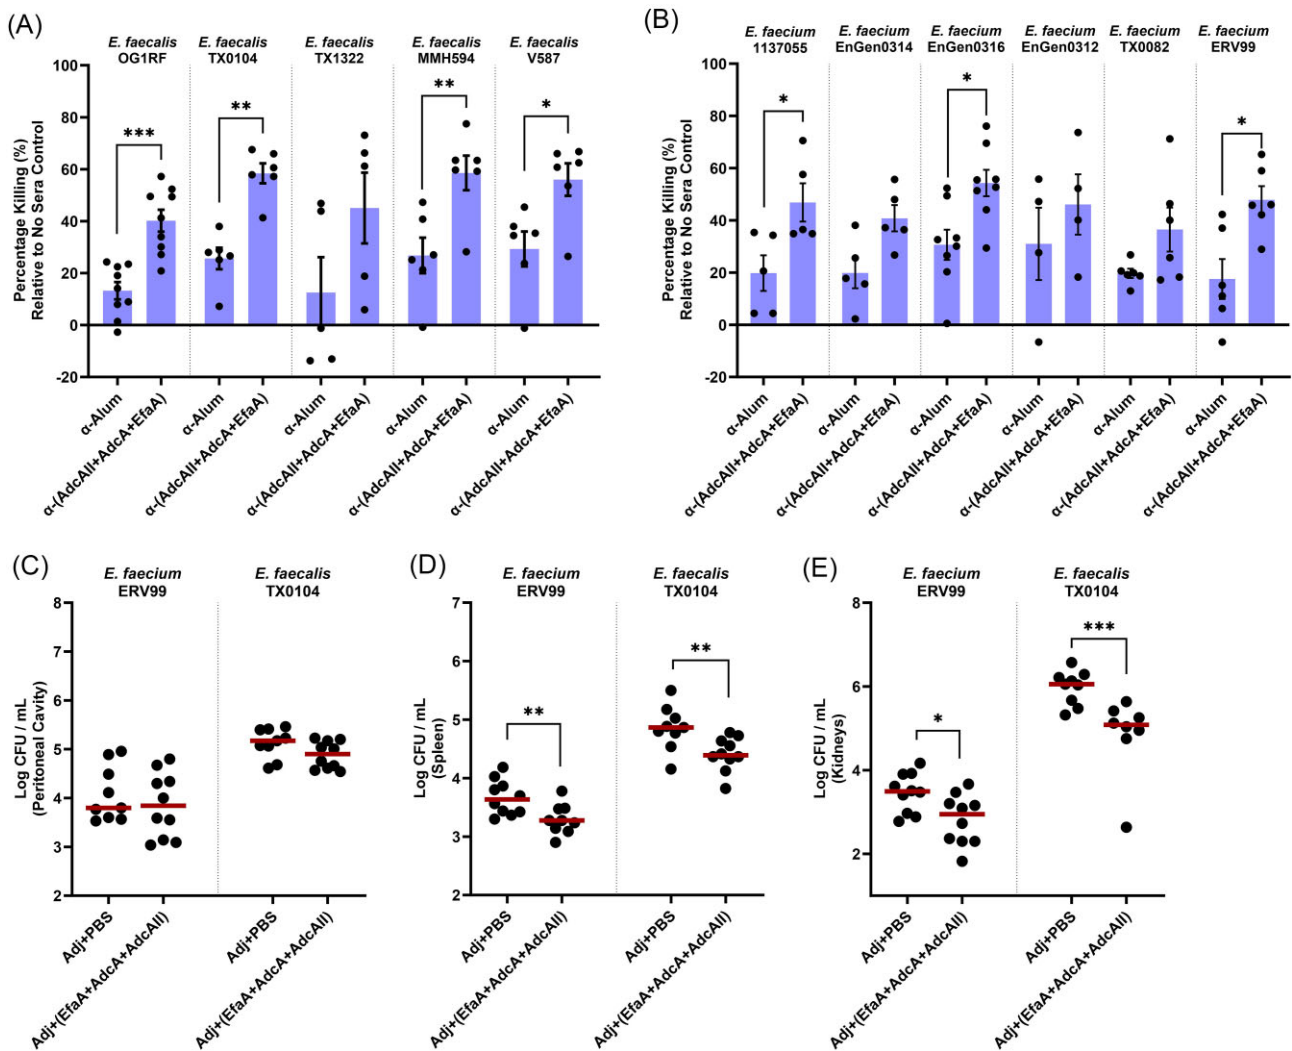 (A)
E. faecalis OG1RF
E. faecalis TX0104
E. faecalis TX1322
E. faecalis MMH594
E. faecalis V587
Percentage Killing (%)
Relative to No Sera Control
100
80
60
40
20
0
-20
***
**
**
*
α-Alum
α-(AdcAII+AdcA+EfaA)
α-Alum
α-(AdcAII+AdcA+EfaA)
α-Alum
α-(AdcAII+AdcA+EfaA)
α-Alum
α-(AdcAII+AdcA+EfaA)
α-Alum
α-(AdcAII+AdcA+EfaA)
(B)
E. faecium 1137055
E. faecium EnGen0314
E. faecium EnGen0316
E. faecium EnGen0312
E. faecium TX0082
E. faecium ERV99
Percentage Killing (%)
Relative to No Sera Control
100
80
60
40
20
0
-20
*
*
*
α-Alum
α-(AdcAII+AdcA+EfaA)
α-Alum
α-(AdcAII+AdcA+EfaA)
α-Alum
α-(AdcAII+AdcA+EfaA)
α-Alum
α-(AdcAII+AdcA+EfaA)
α-Alum
α-(AdcAII+AdcA+EfaA)
α-Alum
α-(AdcAII+AdcA+EfaA)
(C)
E. faecium ERV99
E. faecalis TX0104
Log CFU / mL
(Peritoneal Cavity)
8
7
6
5
4
3
2
Adj+PBS
Adj+(EfaA+AdcA+AdcAII)
Adj+PBS
Adj+(EfaA+AdcA+AdcAII)
(D)
E. faecium ERV99
E. faecalis TX0104
Log CFU / mL
(Spleen)
7
6
5
4
3
2
**
**
Adj+PBS
Adj+(EfaA+AdcA+AdcAII)
Adj+PBS
Adj+(EfaA+AdcA+AdcAII)
(E)
E. faecium ERV99
E. faecalis TX0104
Log CFU / mL
(Kidneys)
8
6
4
2
*
***
Adj+PBS
Adj+(EfaA+AdcA+AdcAII)
Adj+PBS
Adj+(EfaA+AdcA+AdcAII)